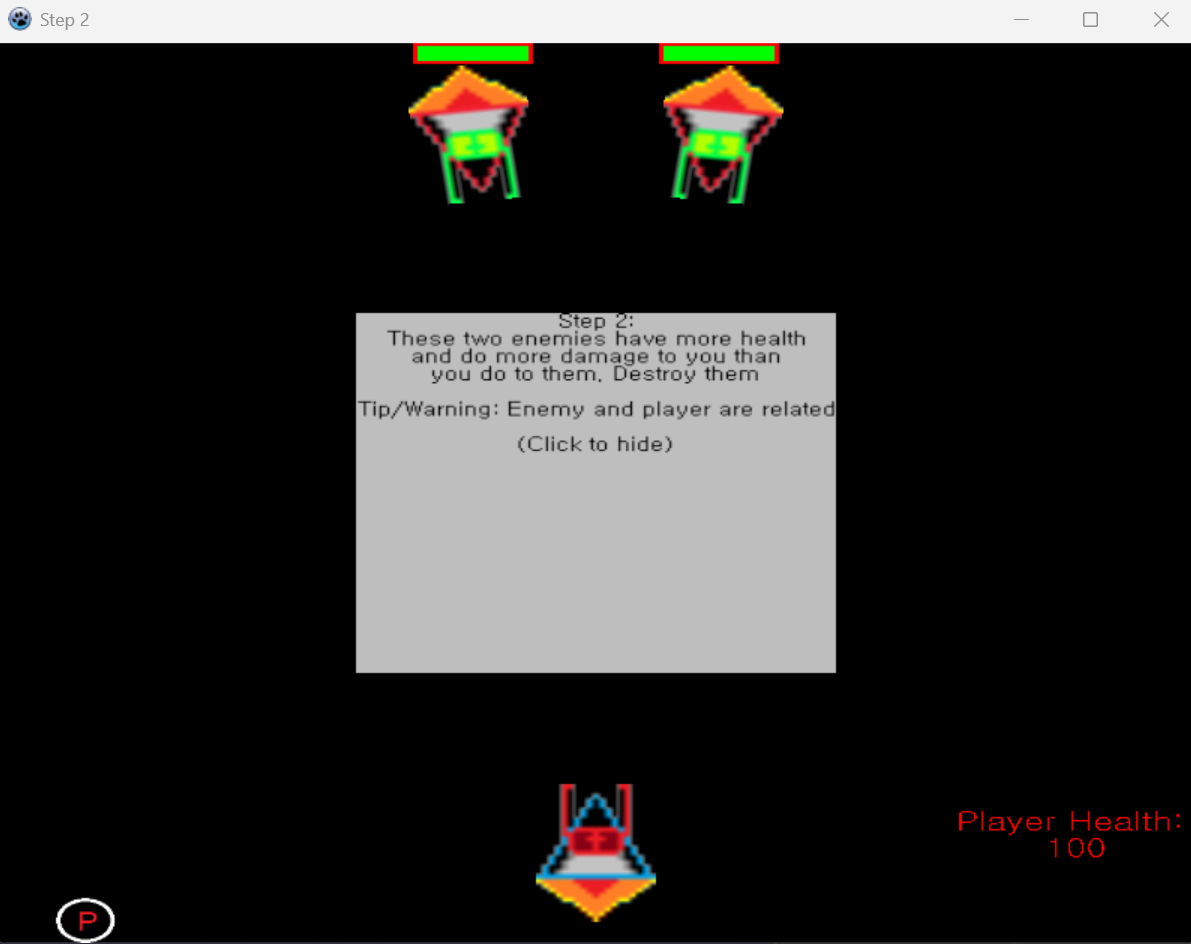 Step 2
Step 2:
These two enemies have more health
and do more damage to you than
you do to them, Destroy them
Tip/Warning: Enemy and player are related
(Click to hide)
Player Health:
100
P